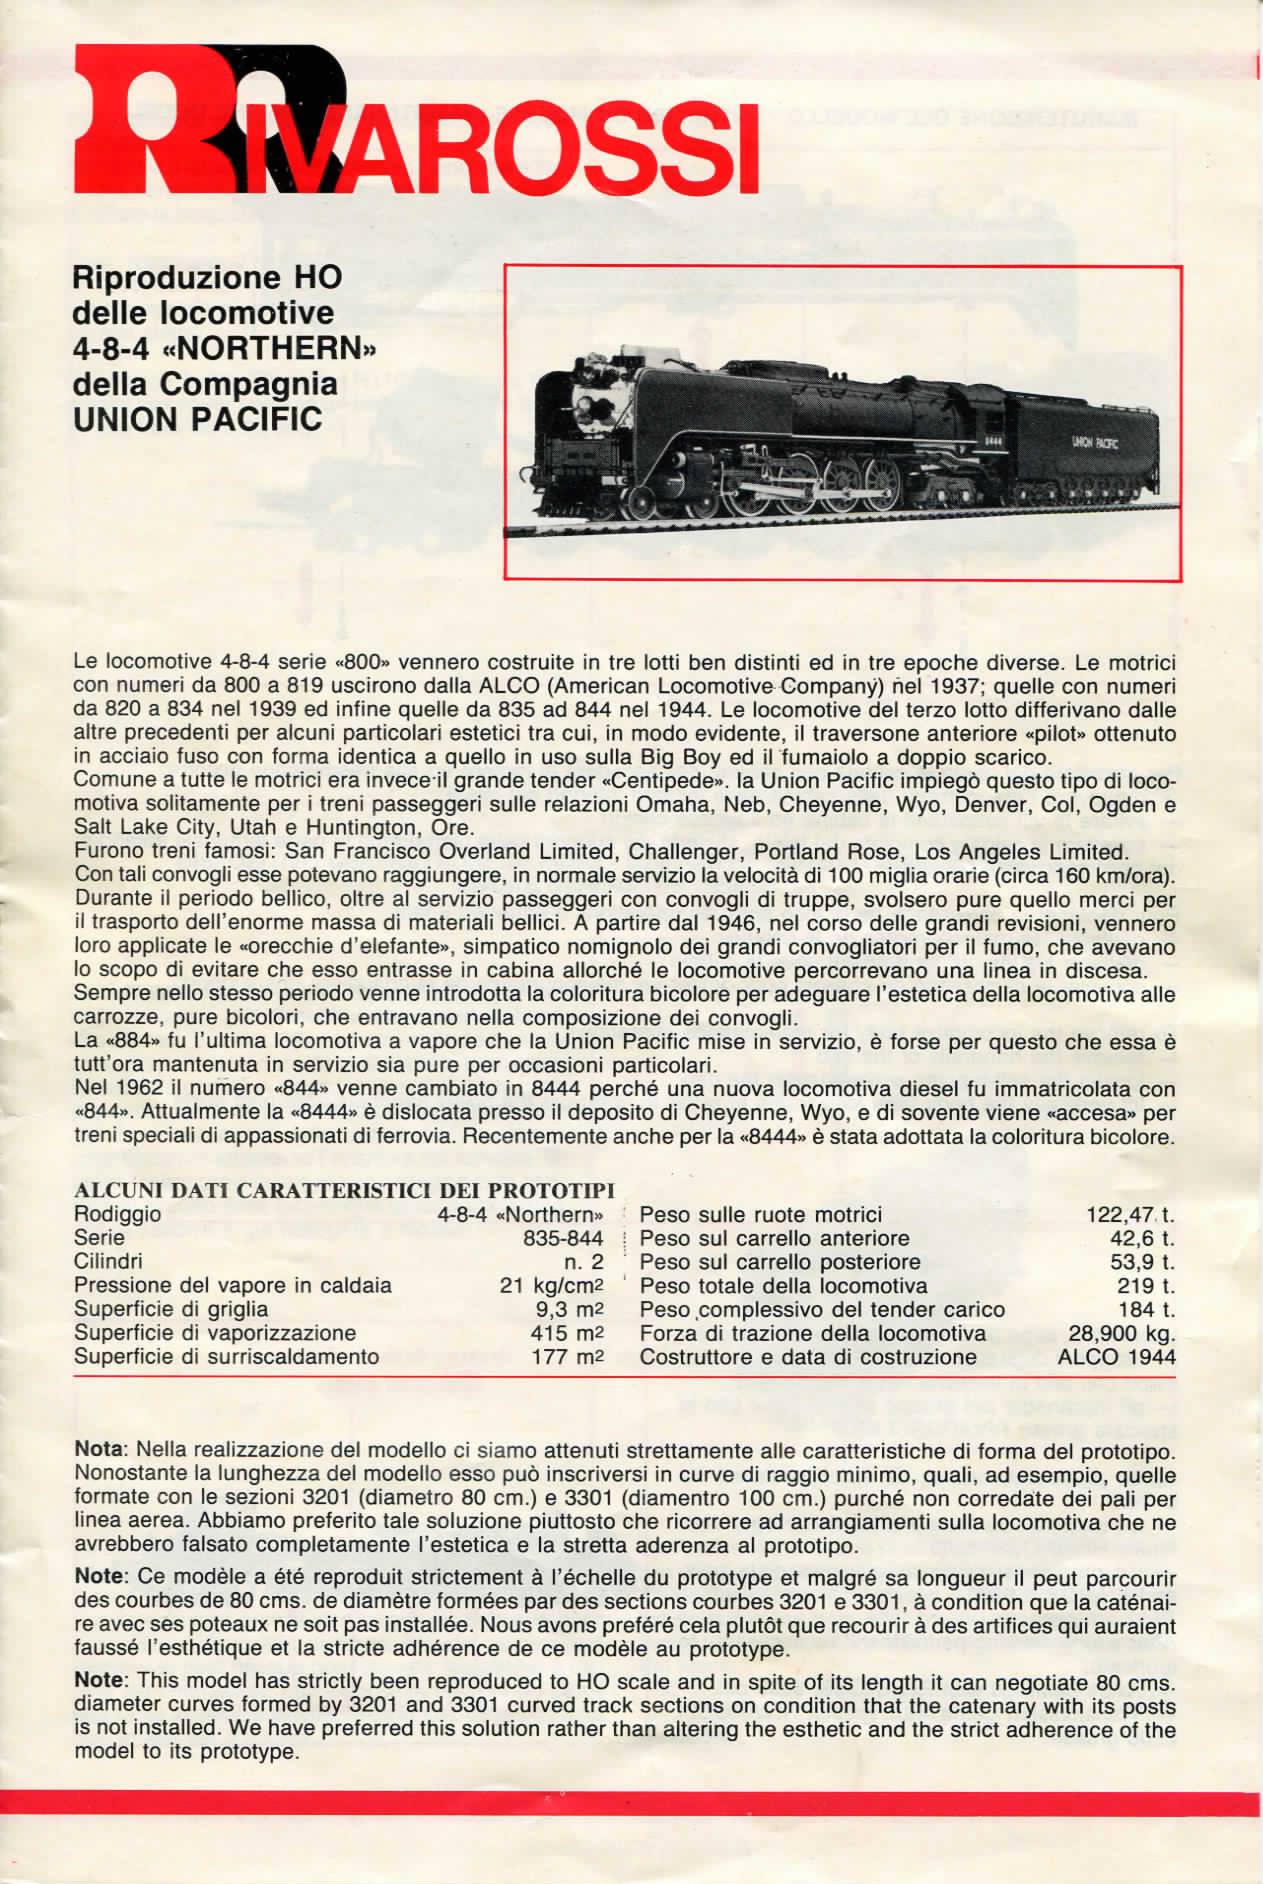 RIVAROSSI
Riproduzione HO
delle locomotive
4-8-4 «NORTHERN»
della Compagnia
UNION PACIFIC
8444
UNION PACIFIC
Le locomotive 4-8-4 serie «800» vennero costruite in tre lotti ben distinti ed in tre epoche diverse. Le motrici
con numeri da 800 a 819 uscirono dalla ALCO (American Locomotive Company) nel 1937; quelle con numeri
da 820 a 834 nel 1939 ed infine quelle da 835 ad 844 nel 1944. Le locomotive del terzo lotto differivano dalle
altre precedenti per alcuni particolari estetici tra cui, in modo evidente, il traversone anteriore «pilot» ottenuto
in acciaio fuso con forma identica a quello in uso sulla Big Boy ed il fumaiolo a doppio scarico.
Comune a tutte le motrici era invece il grande tender «Centipede». la Union Pacific impiegò questo tipo di loco-
motiva solitamente per i treni passeggeri sulle relazioni Omaha, Neb, Cheyenne, Wyo, Denver, Col, Ogden e
Salt Lake City, Utah e Huntington, Ore.
Furono treni famosi: San Francisco Overland Limited, Challenger, Portland Rose, Los Angeles Limited.
Con tali convogli esse potevano raggiungere, in normale servizio la velocità di 100 miglia orarie (circa 160 km/ora).
Durante il periodo bellico, oltre al servizio passeggeri con convogli di truppe, svolsero pure quello merci per
il trasporto dell'enorme massa di materiali bellici. A partire dal 1946, nel corso delle grandi revisioni, vennero
loro applicate le «orecchie d'elefante», simpatico nomignolo dei grandi convogliatori per il fumo, che avevano
lo scopo di evitare che esso entrasse in cabina allorché le locomotive percorrevano una linea in discesa.
Sempre nello stesso periodo venne introdotta la coloritura bicolore per adeguare l'estetica della locomotiva alle
carrozze, pure bicolori, che entravano nella composizione dei convogli.
La «884» fu l'ultima locomotiva a vapore che la Union Pacific mise in servizio, è forse per questo che essa è
tutt'ora mantenuta in servizio sia pure per occasioni particolari.
Nel 1962 il numero «844» venne cambiato in 8444 perché una nuova locomotiva diesel fu immatricolata con
«844». Attualmente la «8444» è dislocata presso il deposito di Cheyenne, Wyo, e di sovente viene «accesa» per
treni speciali di appassionati di ferrovia. Recentemente anche per la «8444» è stata adottata la coloritura bicolore.
ALCUNI DATI CARATTERISTICI DEI PROTOTIPI
Rodiggio 4-8-4 «Northern»
Serie 835-844
Cilindri n. 2
Pressione del vapore in caldaia 21 kg/cm2
Superficie di griglia 9,3 m2
Superficie di vaporizzazione 415 m2
Superficie di surriscaldamento 177 m2
Peso sulle ruote motrici 122,47 t.
Peso sul carrello anteriore 42,6 t.
Peso sul carrello posteriore 53,9 t.
Peso totale della locomotiva 219 t.
Peso complessivo del tender carico 184 t.
Forza di trazione della locomotiva 28,900 kg.
Costruttore e data di costruzione ALCO 1944
Nota: Nella realizzazione del modello ci siamo attenuti strettamente alle caratteristiche di forma del prototipo.
Nonostante la lunghezza del modello esso può inscriversi in curve di raggio minimo, quali, ad esempio, quelle
formate con le sezioni 3201 (diametro 80 cm.) e 3301 (diamentro 100 cm.) purché non corredate dei pali per
linea aerea. Abbiamo preferito tale soluzione piuttosto che ricorrere ad arrangiamenti sulla locomotiva che ne
avrebbero falsato completamente l'estetica e la stretta aderenza al prototipo.
Note: Ce modèle a été reproduit strictement à l'échelle du prototype et malgré sa longueur il peut parcourir
des courbes de 80 cms. de diamètre formées par des sections courbes 3201 e 3301, à condition que la caténai-
re avec ses poteaux ne soit pas installée. Nous avons préféré cela plutôt que recourir à des artifices qui auraient
faussé l'esthétique et la stricte adhérence de ce modèle au prototype.
Note: This model has strictly been reproduced to HO scale and in spite of its length it can negotiate 80 cms.
diameter curves formed by 3201 and 3301 curved track sections on condition that the catenary with its posts
is not installed. We have preferred this solution rather than altering the esthetic and the strict adherence of the
model to its prototype.